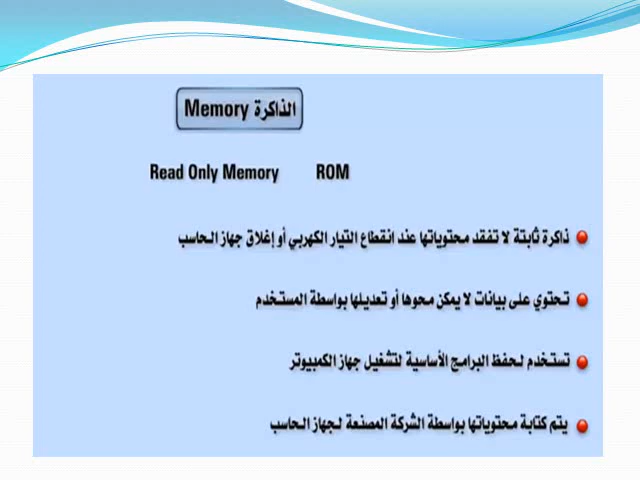 الذاكرة Memory
Read Only Memory ROM
ذاكرة ثابتة لا تفقد محتوياتها عند انقطاع التيار الكهربي أو إغلاق جهاز الحاسب
تحتوي على بيانات لا يمكن محوها أو تعديلها بواسطة المستخدم
تستخدم لحفظ البرامج الأساسية لتشغيل جهاز الكمبيوتر
يتم كتابة محتوياتها بواسطة الشركة المصنعة لجهاز الحاسب